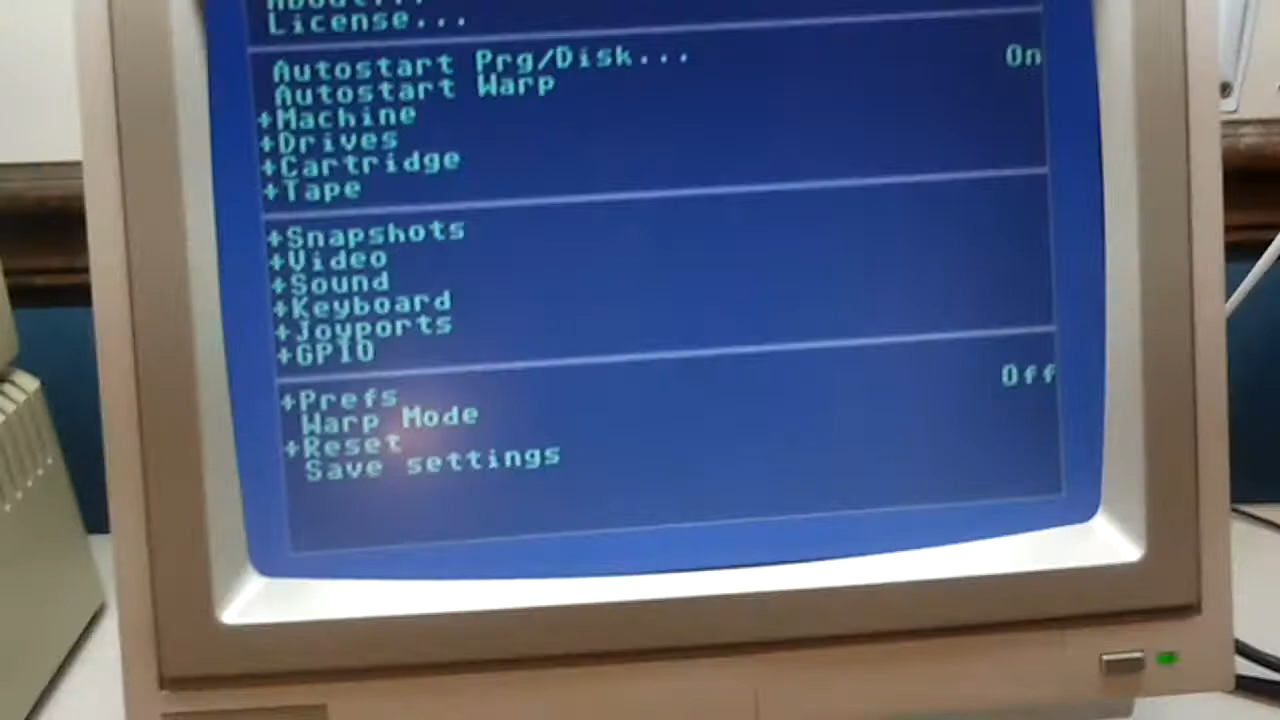 About...
License...
Autostart Prg/Disk...
Autostart Warp On
+Machine
+Drives
+Cartridge
+Tape
+Snapshots
+Video
+Sound
+Keyboard
+Joyports
+GPIO
+Prefs
Warp Mode Off
+Reset
Save settings